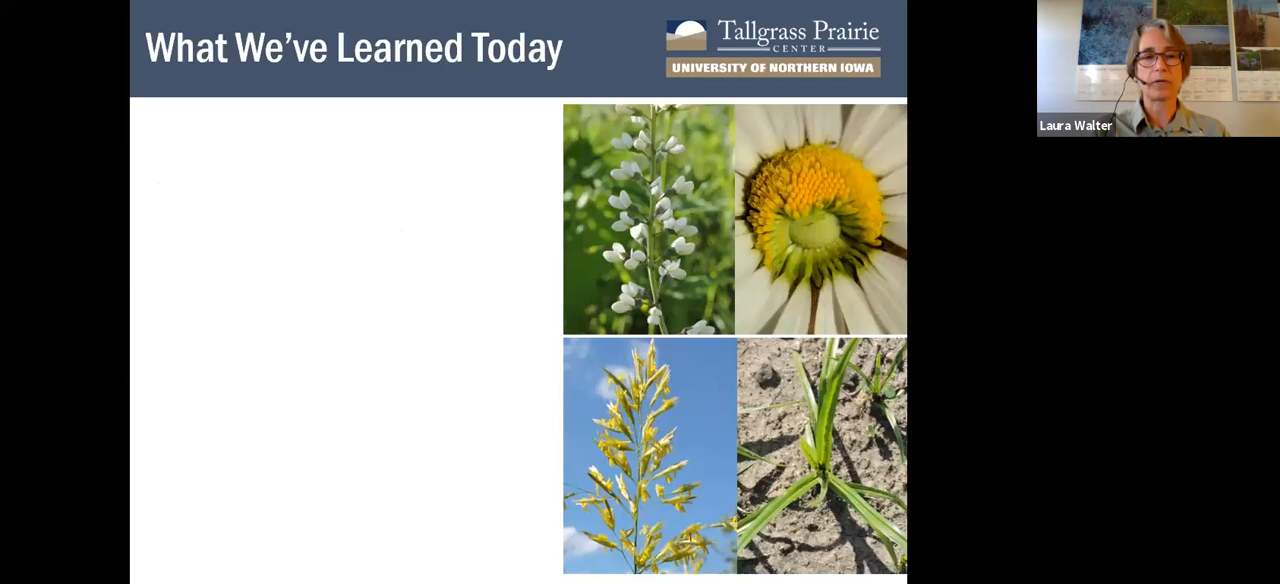 What We've Learned Today
Tallgrass Prairie
CENTER
UNIVERSITY OF NORTHERN IOWA
Laura Walter